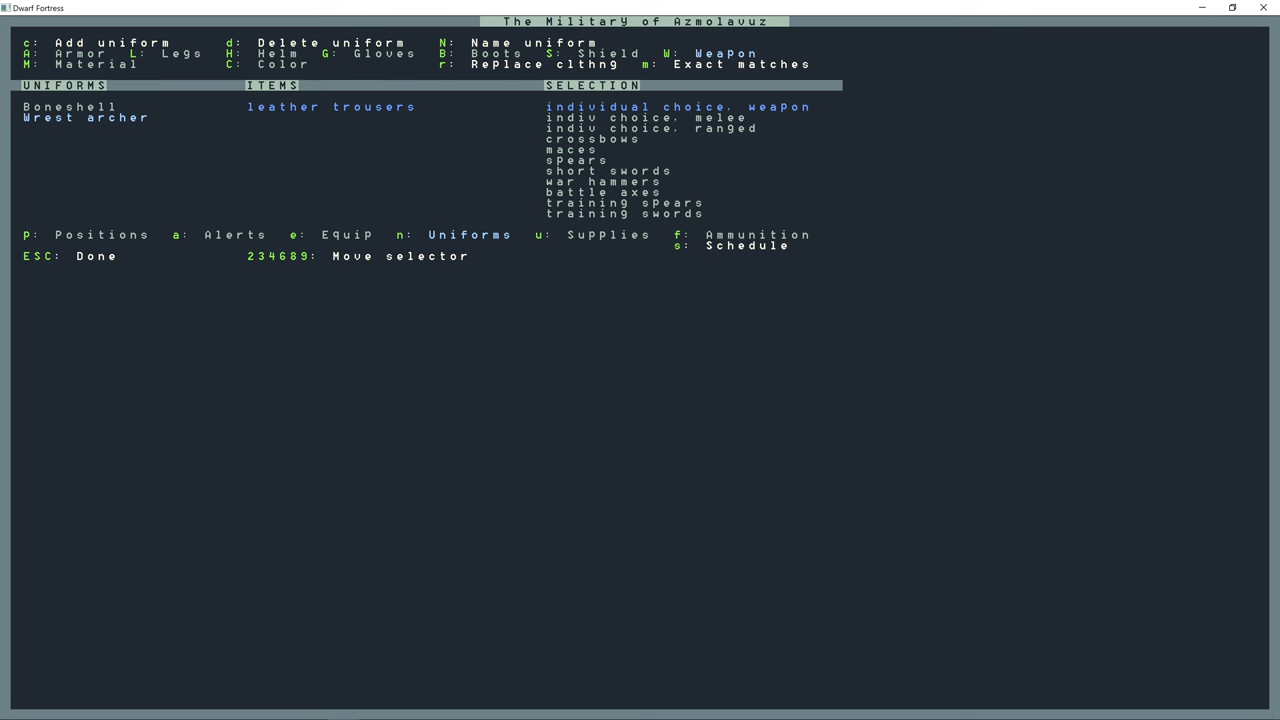 Dwarf Fortress
The Military of Azmolavuz
c: Add uniform d: Delete uniform N: Name uniform
A: Armor L: Legs H: Helm G: Gloves B: Boots S: Shield W: Weapon
M: Material C: Color r: Replace clthng m: Exact matches
UNIFORMS ITEMS SELECTION
Boneshell leather trousers individual choice, weapon
Wrest archer indiv choice, melee
indiv choice, ranged
crossbows
maces
spears
short swords
war hammers
battle axes
training spears
training swords
p: Positions a: Alerts e: Equip n: Uniforms u: Supplies f: Ammunition
s: Schedule
ESC: Done 234689: Move selector